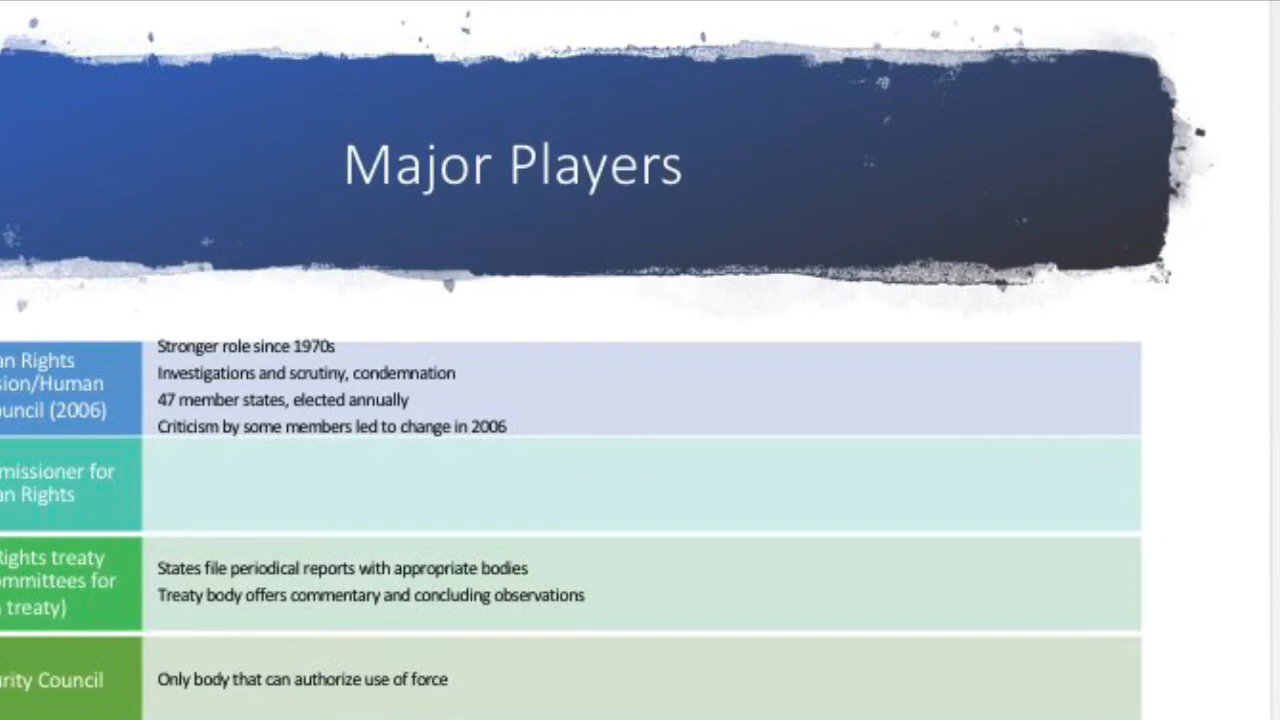 Major Players
an Rights
sion/Human
uncil (2006)
Stronger role since 1970s
Investigations and scrutiny, condemnation
47 member states, elected annually
Criticism by some members led to change in 2006
missioner for
an Rights
Rights treaty
mmittees for
treaty)
States file periodical reports with appropriate bodies
Treaty body offers commentary and concluding observations
rity Council
Only body that can authorize use of force